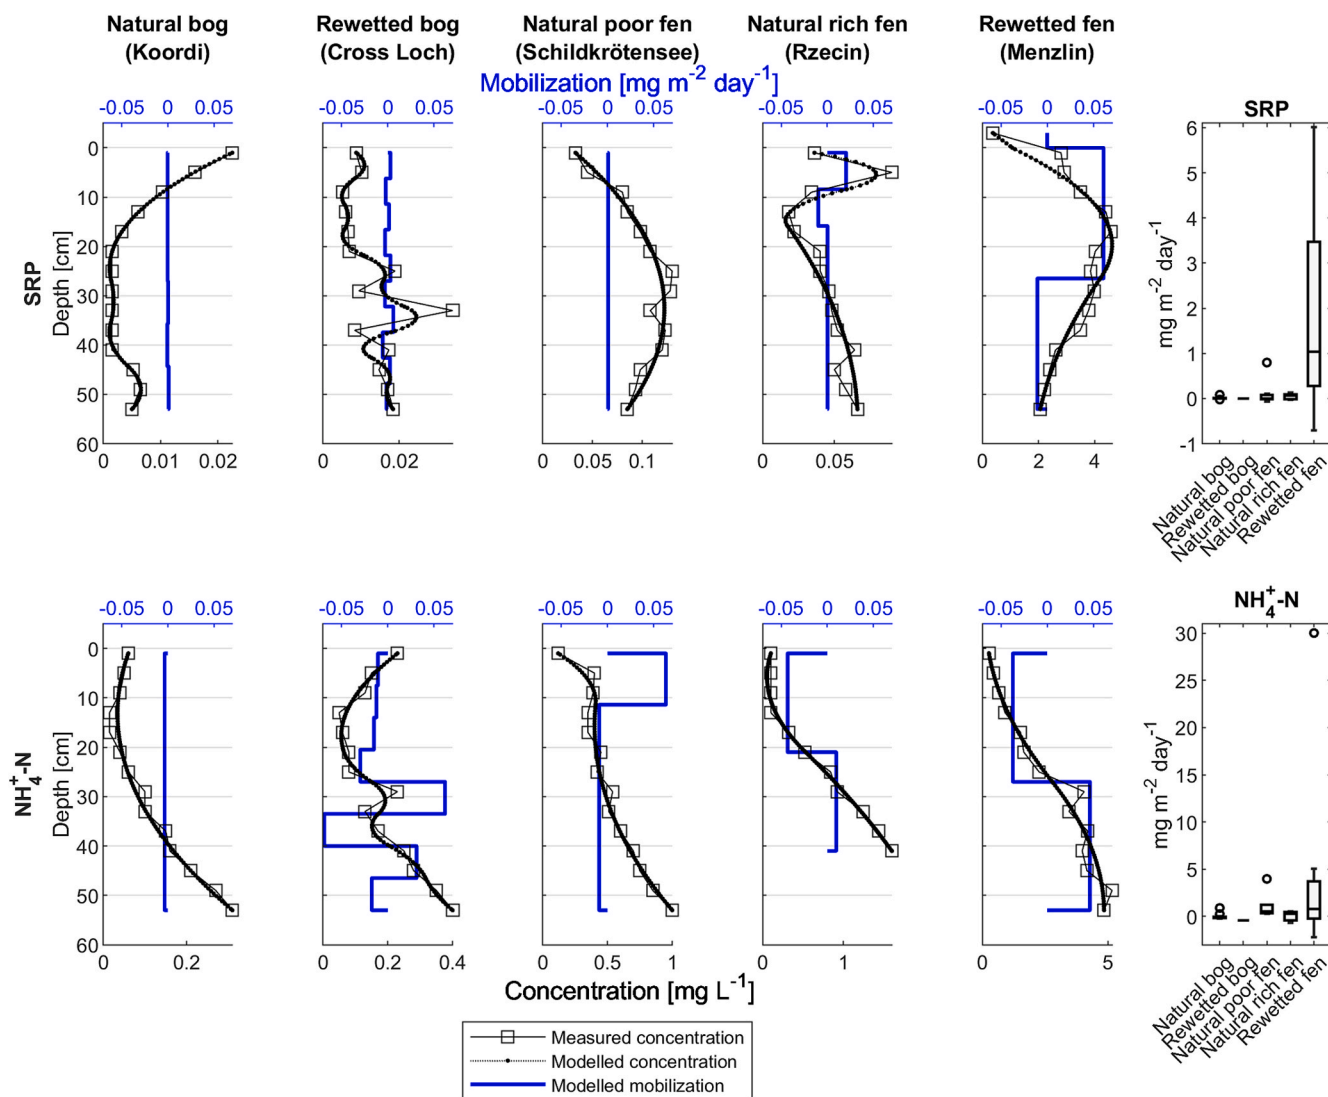 Natural bog
(Koordi)
Rewetted bog
(Cross Loch)
Natural poor fen
(Schildkrötensee)
Natural rich fen
(Rzecin)
Rewetted fen
(Menzlin)
Mobilization [mg m⁻² day⁻¹]
-0.05 0 0.05
-0.05 0 0.05
-0.05 0 0.05
-0.05 0 0.05
-0.05 0 0.05
SRP
SRP
Depth [cm]
0
10
20
30
40
50
60
0 0.01 0.02
0 0.02
0 0.05 0.1
0 0.05
0 2 4
mg m⁻² day⁻¹
6
5
4
3
2
1
0
-1
Natural bog
Rewetted bog
Natural poor fen
Natural rich fen
Rewetted fen
-0.05 0 0.05
-0.05 0 0.05
-0.05 0 0.05
-0.05 0 0.05
-0.05 0 0.05
NH₄⁺-N
NH₄⁺-N
Depth [cm]
0
10
20
30
40
50
60
0 0.2
0 0.2 0.4
0 0.5 1
0 1
0 5
mg m⁻² day⁻¹
30
25
20
15
10
5
0
Natural bog
Rewetted bog
Natural poor fen
Natural rich fen
Rewetted fen
Concentration [mg L⁻¹]
Measured concentration
Modelled concentration
Modelled mobilization